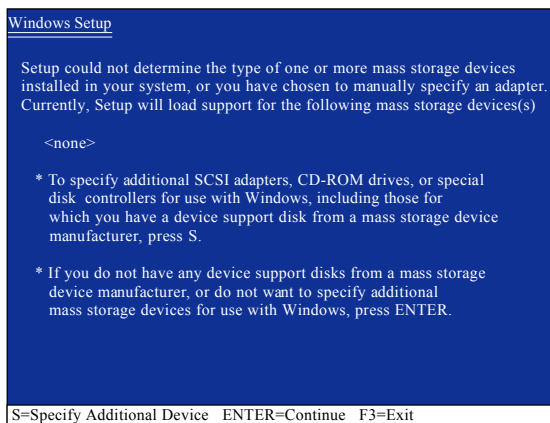 Windows Setup
Setup could not determine the type of one or more mass storage devices
installed in your system, or you have chosen to manually specify an adapter.
Currently, Setup will load support for the following mass storage devices(s)
<none>
* To specify additional SCSI adapters, CD-ROM drives, or special
disk controllers for use with Windows, including those for
which you have a device support disk from a mass storage device
manufacturer, press S.
* If you do not have any device support disks from a mass storage
device manufacturer, or do not want to specify additional
mass storage devices for use with Windows, press ENTER.
S=Specify Additional Device ENTER=Continue F3=Exit